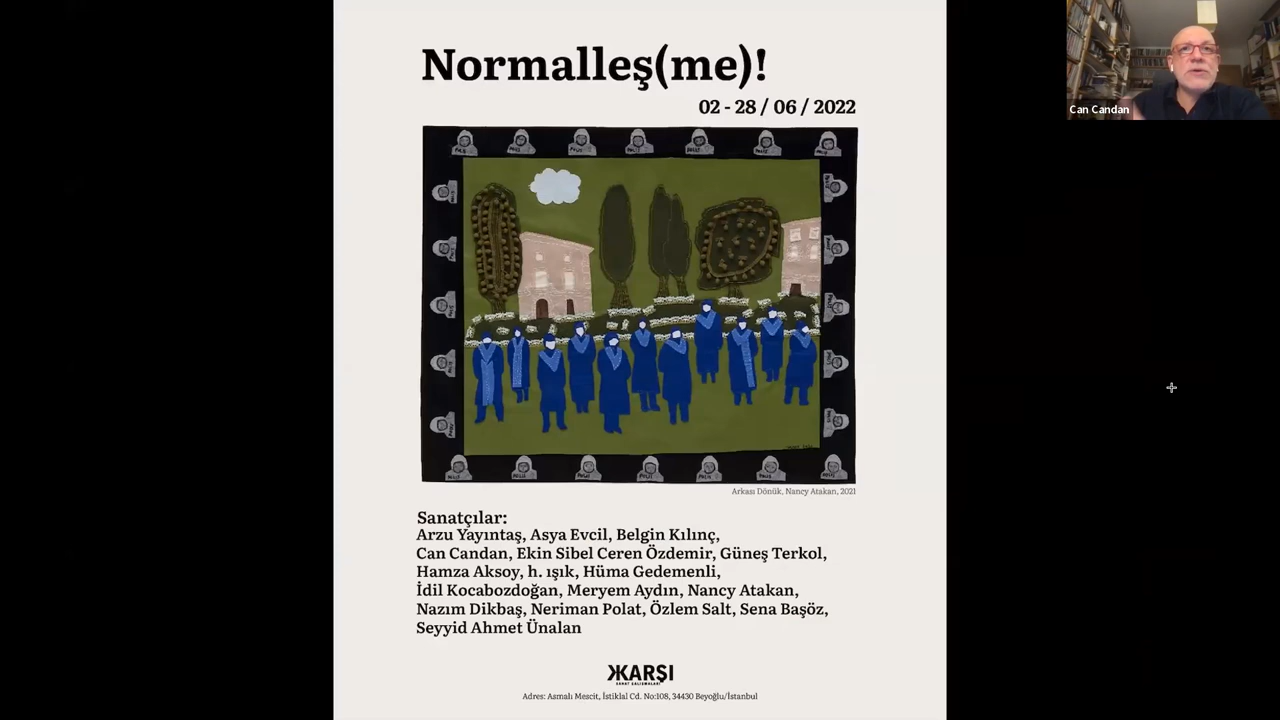 Normalleş(me)!
02 - 28 / 06 / 2022
Can Candan
Arkası Dönük, Nancy Atakan, 2021
Sanatçılar:
Arzu Yayıntaş, Asya Evcil, Belgin Kılınç,
Can Candan, Ekin Sibel Ceren Özdemir, Güneş Terkol,
Hamza Aksoy, h. ışık, Hüma Gedemenli,
İdil Kocabozdoğan, Meryem Aydın, Nancy Atakan,
Nazım Dikbaş, Neriman Polat, Özlem Salt, Sena Başöz,
Seyyid Ahmet Ünalan
KARŞI
SANAT ÇALIŞMALARI
Adres: Asmalı Mescit, İstiklal Cd. No:108, 34430 Beyoğlu/İstanbul